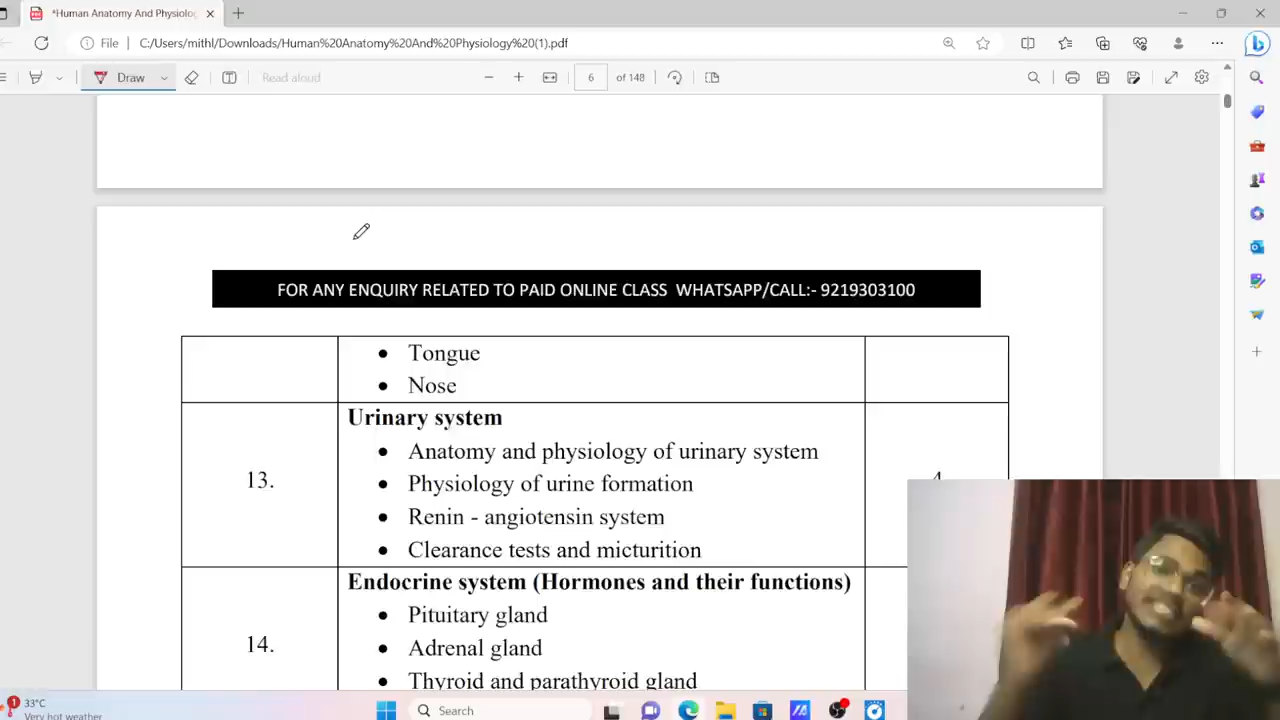 *Human Anatomy And Physiolog
File C:/Users/mithl/Downloads/Human%20Anatomy%20And%20Physiology%20(1).pdf
Draw Read aloud 6 of 148
FOR ANY ENQUIRY RELATED TO PAID ONLINE CLASS WHATSAPP/CALL:- 9219303100
• Tongue
• Nose
Urinary system
• Anatomy and physiology of urinary system
13. • Physiology of urine formation 4
• Renin - angiotensin system
• Clearance tests and micturition
Endocrine system (Hormones and their functions)
• Pituitary gland
14. • Adrenal gland
• Thyroid and parathyroid gland
1 33°C
Very hot weather
Search